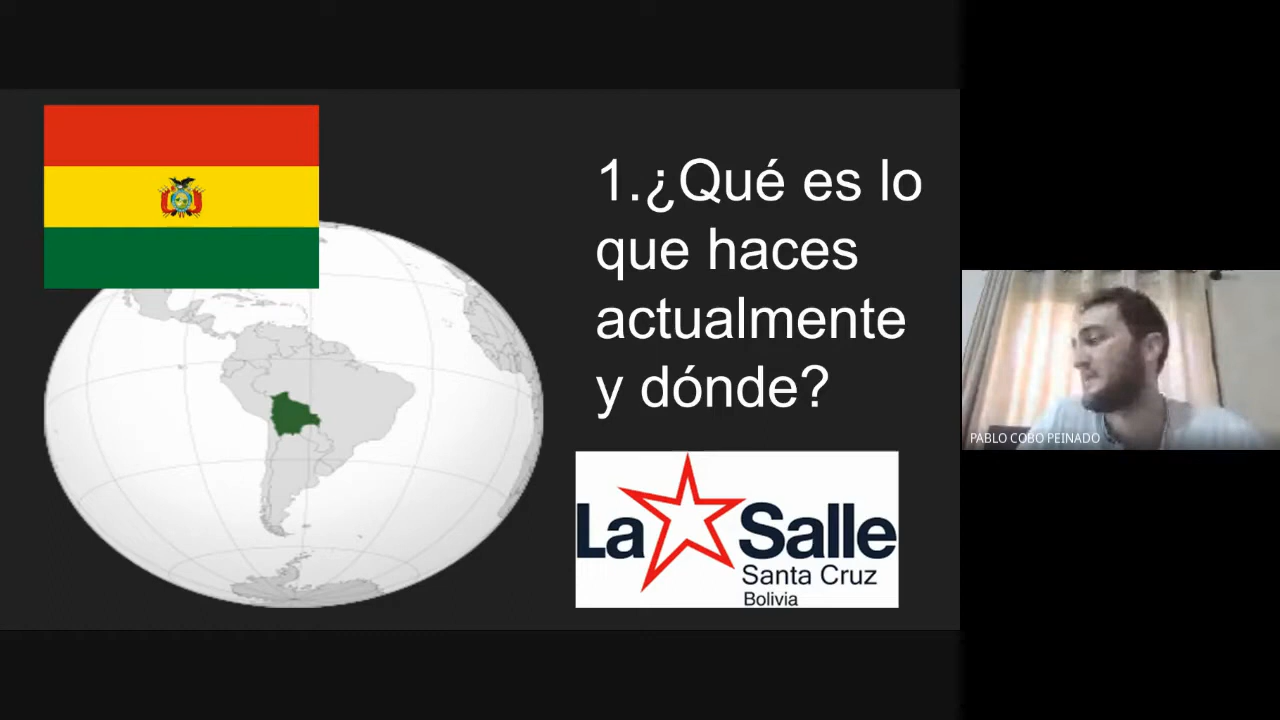 1.¿Qué es lo
que haces
actualmente
y dónde?
La Salle
Santa Cruz
Bolivia
PABLO COBO PEINADO